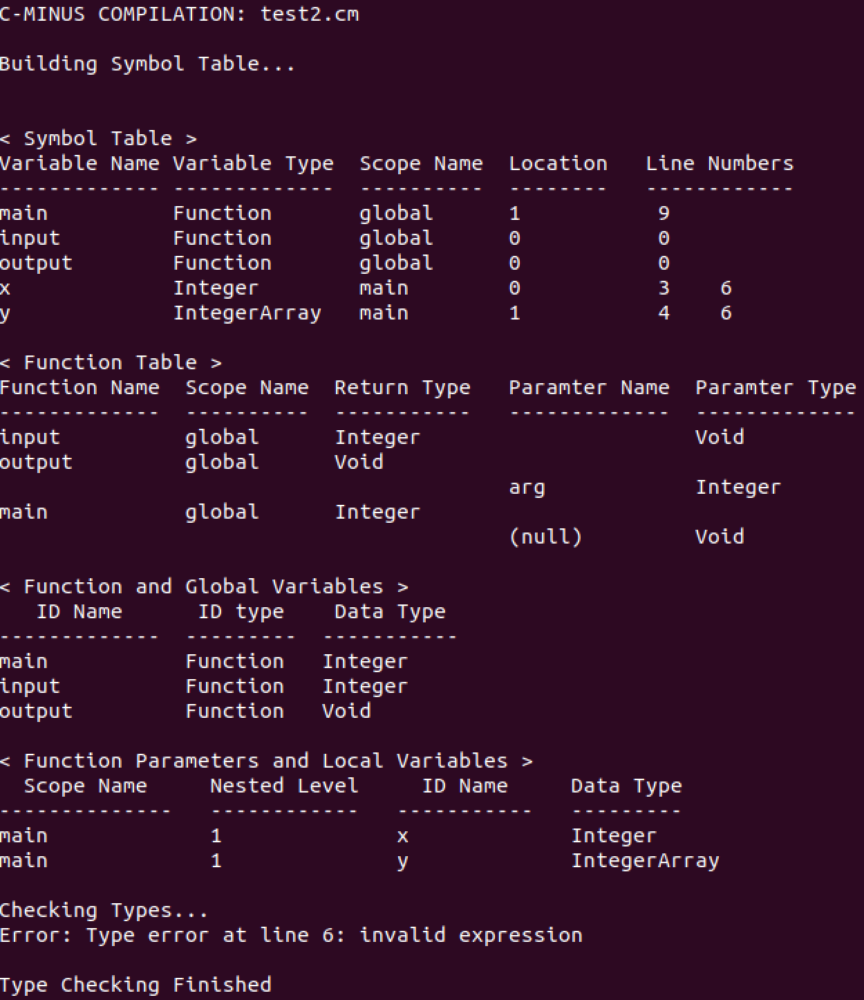 C-MINUS COMPILATION: test2.cm
Building Symbol Table...
< Symbol Table >
Variable Name Variable Type  Scope Name  Location   Line Numbers
------------- -------------  ----------  --------   ------------
main          Function       global      1           9
input         Function       global      0           0
output        Function       global      0           0
x             Integer        main        0           3    6
y             IntegerArray   main        1           4    6
< Function Table >
Function Name  Scope Name  Return Type   Paramter Name  Paramter Type
-------------  ----------  -----------   -------------  -------------
input          global      Integer                      Void
output         global      Void
                                         arg            Integer
main           global      Integer
                                         (null)         Void
< Function and Global Variables >
   ID Name      ID type    Data Type
-------------  ---------  -----------
main           Function   Integer
input          Function   Integer
output         Function   Void
< Function Parameters and Local Variables >
  Scope Name     Nested Level     ID Name     Data Type
--------------   ------------   -----------   ---------
main             1              x             Integer
main             1              y             IntegerArray
Checking Types...
Error: Type error at line 6: invalid expression
Type Checking Finished